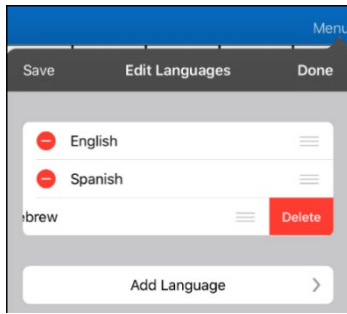 Menu
Save Edit Languages Done
English
Spanish
ebrew Delete
Add Language